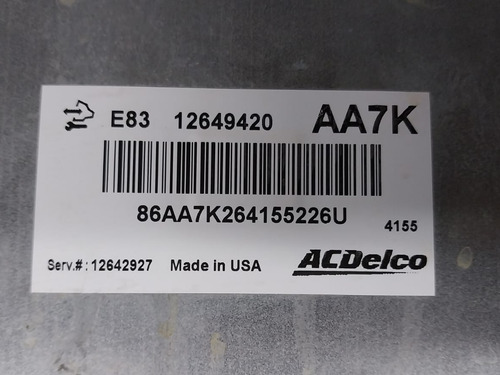 E83 12649420 AA7K
86AA7K264155226U
4155
Serv.#: 12642927 Made in USA ACDelco